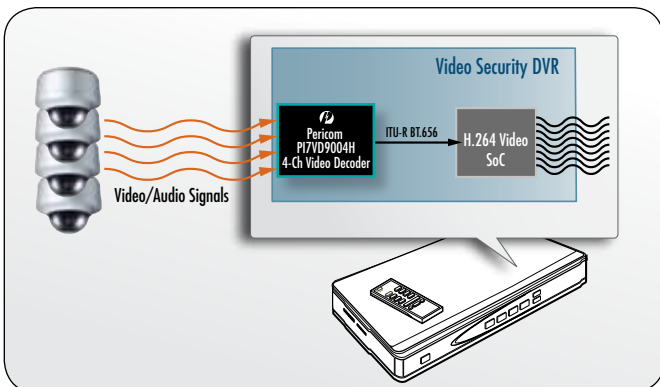 Video Security DVR
Pericom
PI7VD9004H
4-Ch Video Decoder
ITU-R BT.656
H.264 Video
SoC
Video/Audio Signals